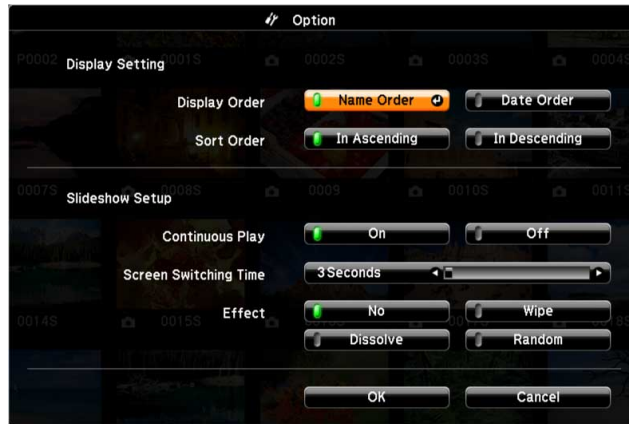 Option
P0002 0001S 0002S 0003S 0004S
Display Setting
Display Order Name Order Date Order
Sort Order In Ascending In Descending
0007S 0008S 0009 0010S 0011S
Slideshow Setup
Continuous Play On Off
Screen Switching Time 3Seconds
Effect No Wipe
0014S 0015S
Dissolve Random
OK Cancel